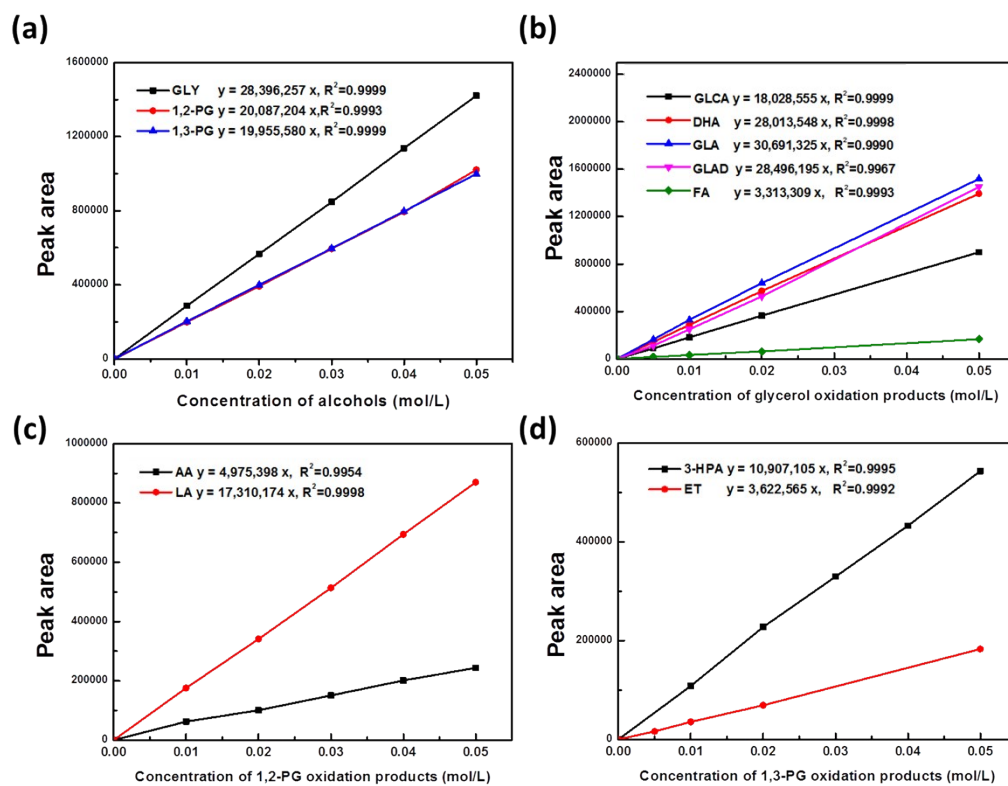 (a)
GLY y = 28,396,257 x, R²=0.9999
1,2-PG y = 20,087,204 x, R²=0.9993
1,3-PG y = 19,955,580 x, R²=0.9999
1600000
1400000
1200000
1000000
800000
600000
400000
200000
0
Peak area
0.00 0.01 0.02 0.03 0.04 0.05
Concentration of alcohols (mol/L)
(b)
GLCA y = 18,028,555 x, R²=0.9999
DHA y = 28,013,548 x, R²=0.9998
GLA y = 30,691,325 x, R²=0.9990
GLAD y = 28,496,195 x, R²=0.9967
FA y = 3,313,309 x, R²=0.9993
2400000
2000000
1600000
1200000
800000
400000
0
Peak area
0.00 0.01 0.02 0.03 0.04 0.05
Concentration of glycerol oxidation products (mol/L)
(c)
AA y = 4,975,398 x, R²=0.9954
LA y = 17,310,174 x, R²=0.9998
1000000
800000
600000
400000
200000
0
Peak area
0.00 0.01 0.02 0.03 0.04 0.05
Concentration of 1,2-PG oxidation products (mol/L)
(d)
3-HPA y = 10,907,105 x, R²=0.9995
ET y = 3,622,565 x, R²=0.9992
600000
400000
200000
0
Peak area
0.00 0.01 0.02 0.03 0.04 0.05
Concentration of 1,3-PG oxidation products (mol/L)